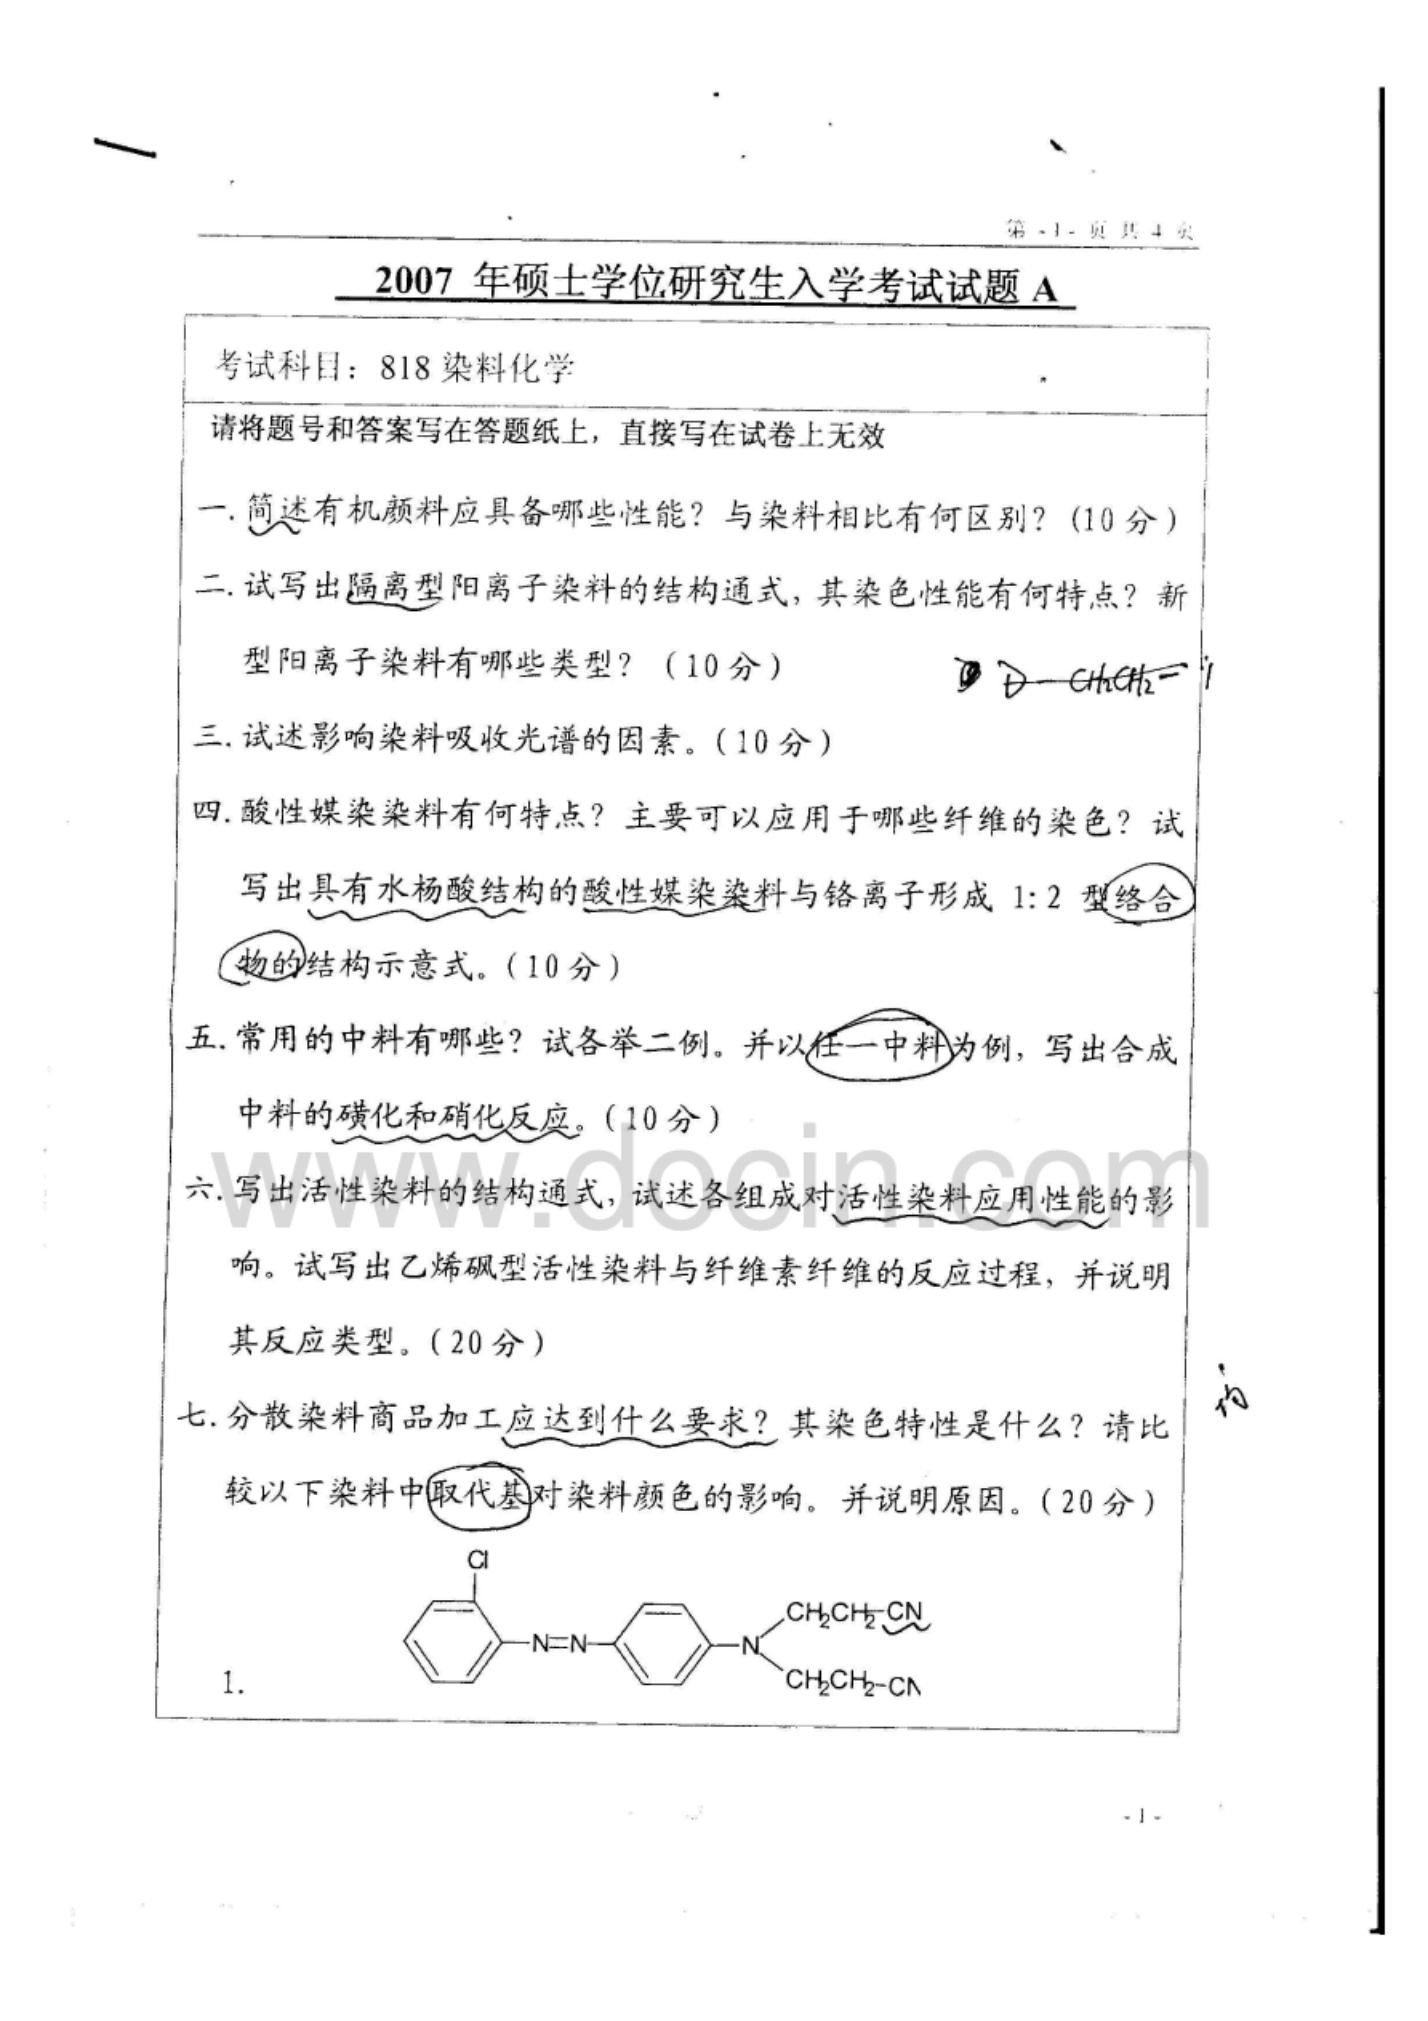 第 -1- 页 共 4 页
2007 年硕士学位研究生入学考试试题 A
考试科目：818 染料化学
请将题号和答案写在答题纸上，直接写在试卷上无效
一. 简述有机颜料应具备哪些性能？与染料相比有何区别？(10 分)
二. 试写出隔离型阳离子染料的结构通式，其染色性能有何特点？新
型阳离子染料有哪些类型？(10 分)
D—CH2CH2—
三. 试述影响染料吸收光谱的因素。(10 分)
四. 酸性媒染染料有何特点？主要可以应用于哪些纤维的染色？试
写出具有水杨酸结构的酸性媒染染料与铬离子形成 1:2 型络合
物的结构示意式。(10 分)
五. 常用的中料有哪些？试各举二例。并以任一中料为例，写出合成
中料的磺化和硝化反应。(10 分)
www.docin.com
六. 写出活性染料的结构通式，试述各组成对活性染料应用性能的影
响。试写出乙烯砜型活性染料与纤维素纤维的反应过程，并说明
其反应类型。(20 分)
七. 分散染料商品加工应达到什么要求？其染色特性是什么？请比
较以下染料中取代基对染料颜色的影响。并说明原因。(20 分)
Cl
CH2CH2-CN
N=N
N
CH2CH2-CN
1.
-1-